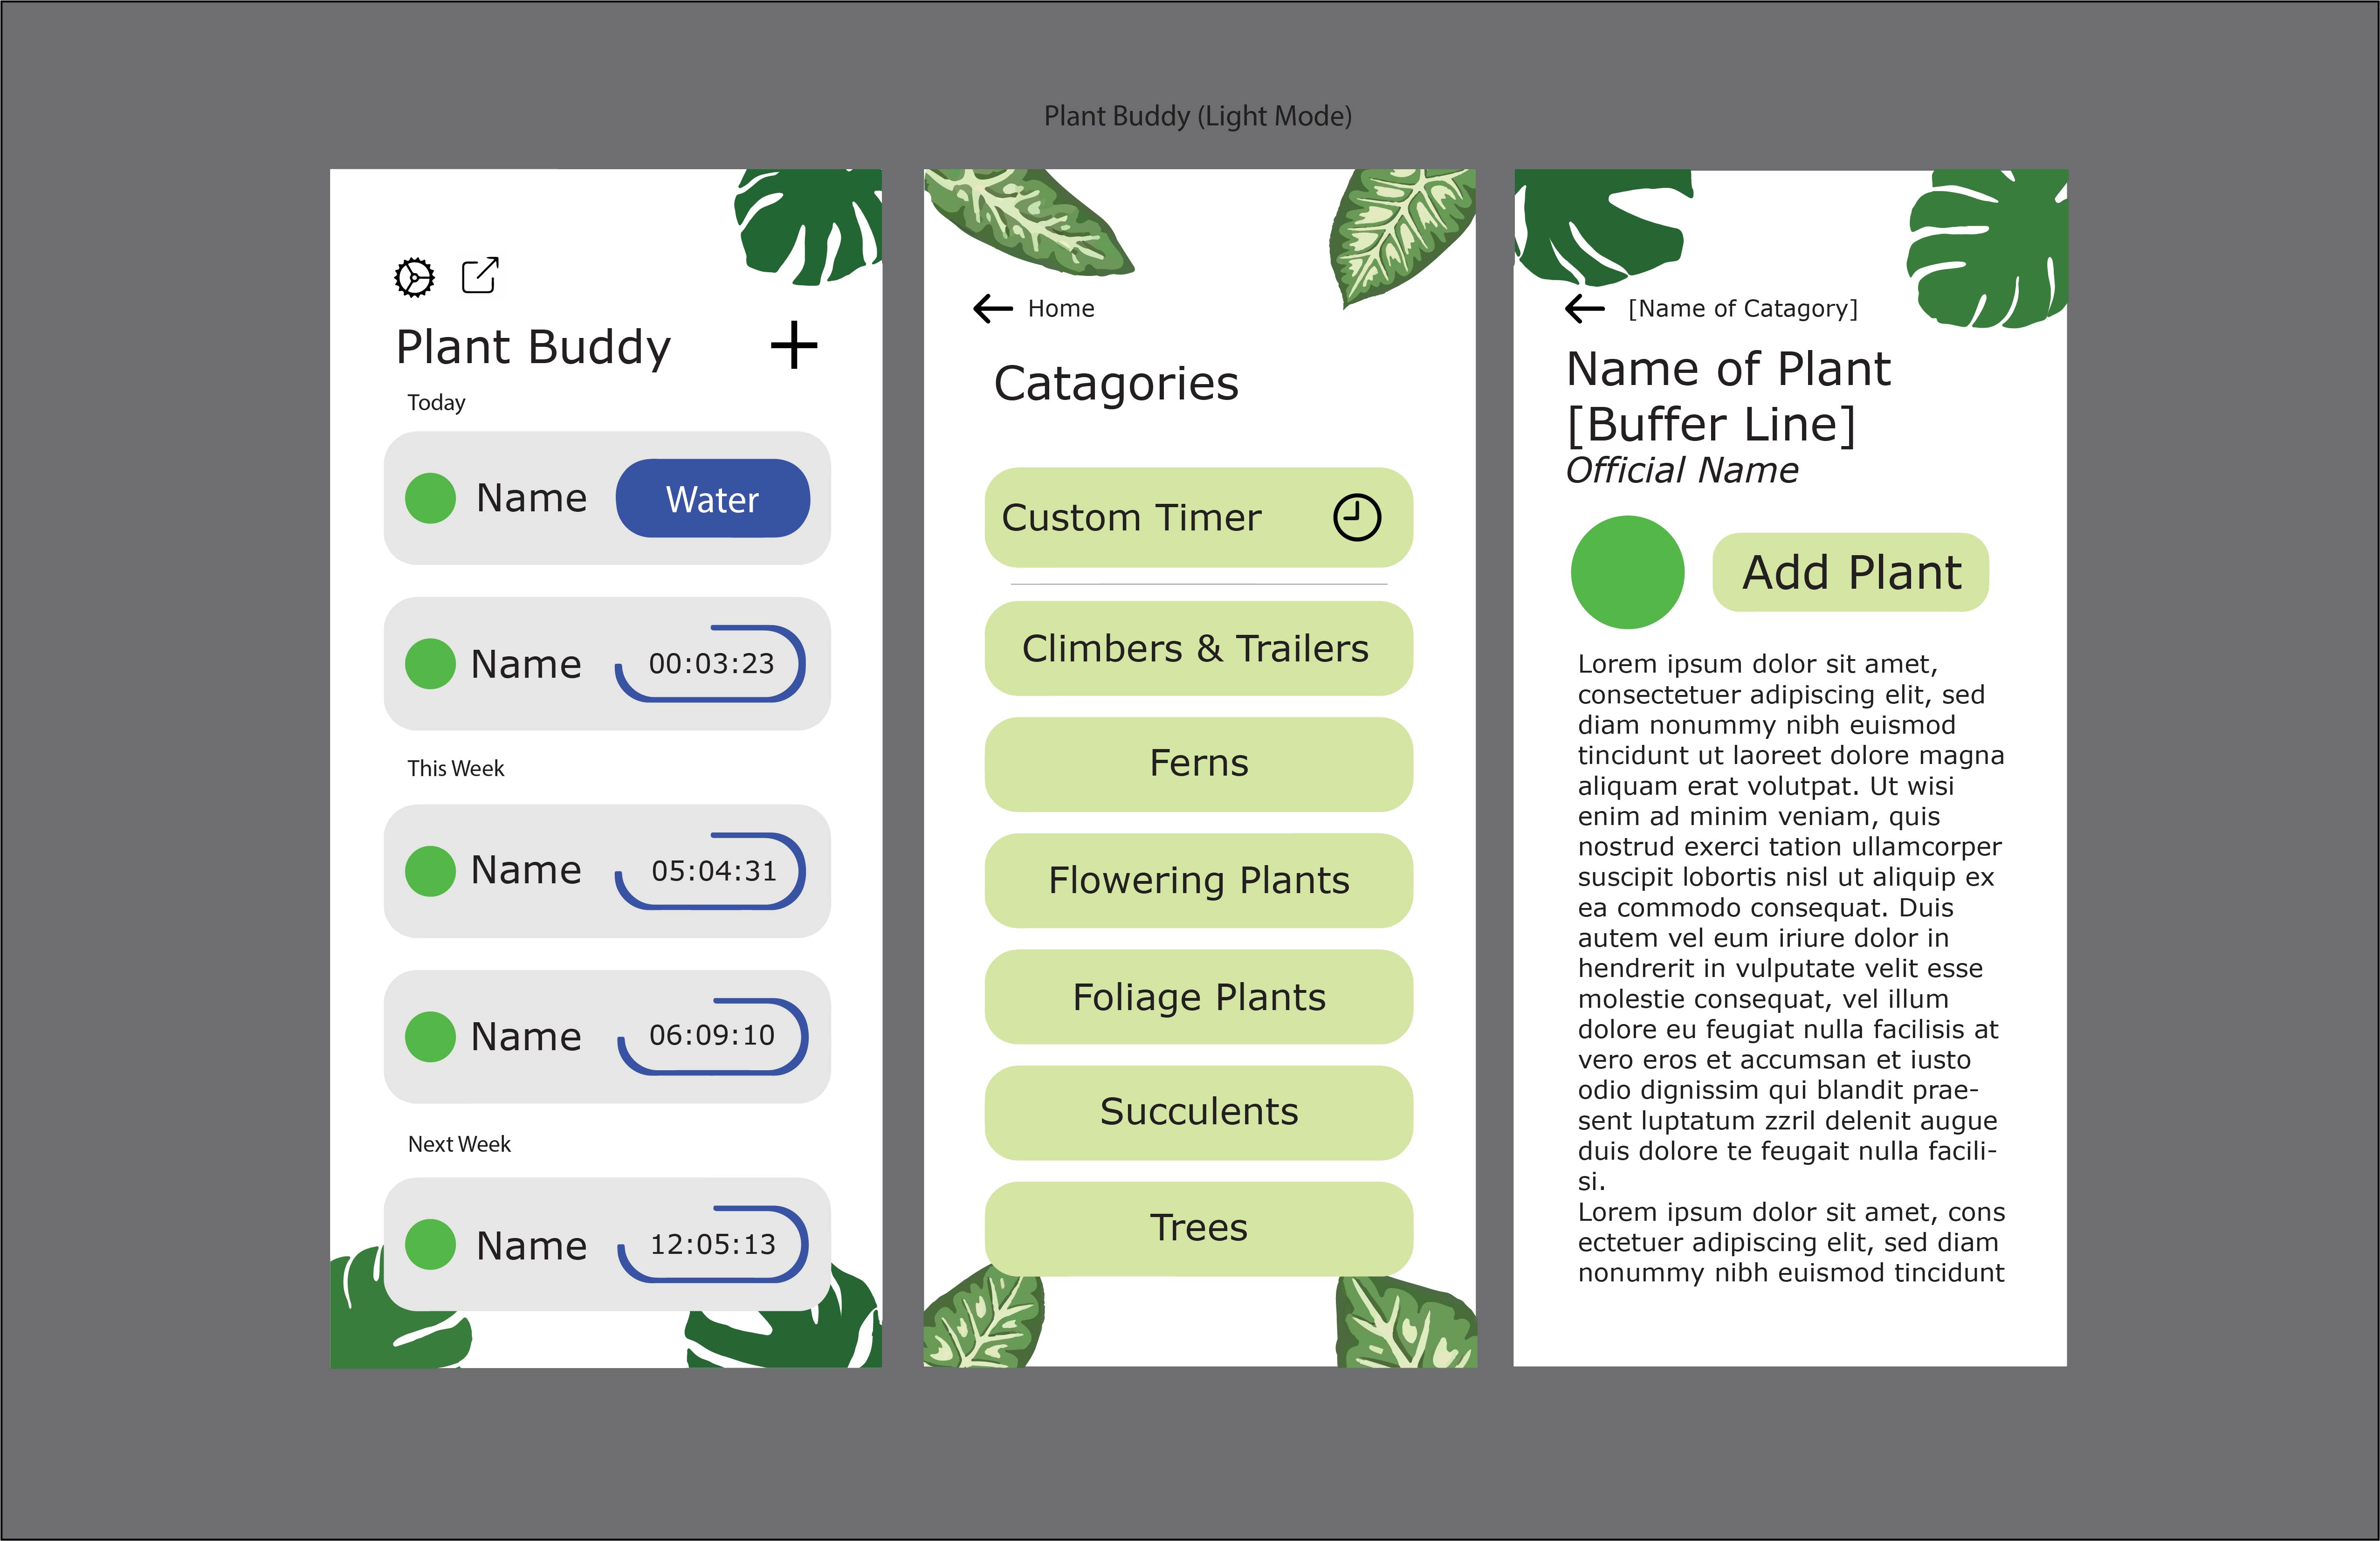 Plant Buddy (Light Mode)
Plant Buddy
Today
Name
Water
Name
00:03:23
This Week
Name
05:04:31
Name
06:09:10
Next Week
Name
12:05:13
Home
Catagories
Custom Timer
Climbers & Trailers
Ferns
Flowering Plants
Foliage Plants
Succulents
Trees
[Name of Catagory]
Name of Plant
[Buffer Line]
Official Name
Add Plant
Lorem ipsum dolor sit amet,
consectetuer adipiscing elit, sed
diam nonummy nibh euismod
tincidunt ut laoreet dolore magna
aliquam erat volutpat. Ut wisi
enim ad minim veniam, quis
nostrud exerci tation ullamcorper
suscipit lobortis nisl ut aliquip ex
ea commodo consequat. Duis
autem vel eum iriure dolor in
hendrerit in vulputate velit esse
molestie consequat, vel illum
dolore eu feugiat nulla facilisis at
vero eros et accumsan et iusto
odio dignissim qui blandit prae-
sent luptatum zzril delenit augue
duis dolore te feugait nulla facili-
si.
Lorem ipsum dolor sit amet, cons
ectetuer adipiscing elit, sed diam
nonummy nibh euismod tincidunt